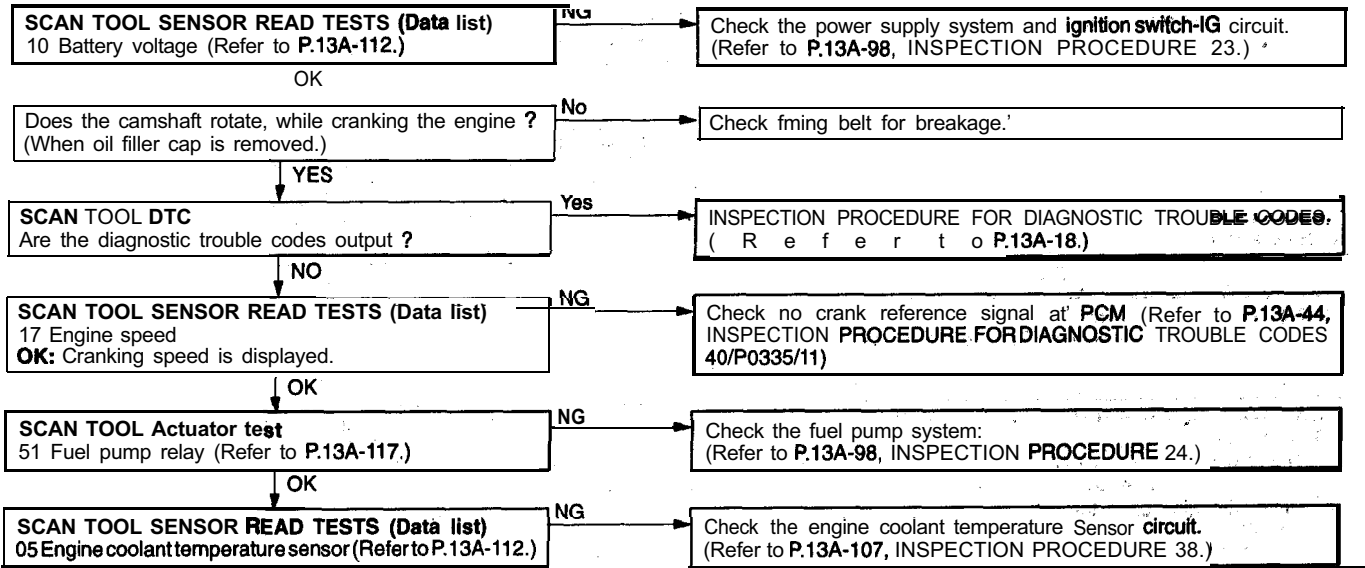 SCAN TOOL SENSOR READ TESTS (Data list)
10 Battery voltage (Refer to P.13A-112.)
NG
Check the power supply system and ignition switch-IG circuit.
(Refer to P.13A-98, INSPECTION PROCEDURE 23.)
OK
Does the camshaft rotate, while cranking the engine ?
(When oil filler cap is removed.)
No
Check fming belt for breakage.'
YES
SCAN TOOL DTC
Are the diagnostic trouble codes output ?
Yes
INSPECTION PROCEDURE FOR DIAGNOSTIC TROUBLE CODES.
( R e f e r t o P.13A-18.)
NO
SCAN TOOL SENSOR READ TESTS (Data list)
17 Engine speed
OK: Cranking speed is displayed.
NG
Check no crank reference signal at' PCM (Refer to P.13A-44,
INSPECTION PROCEDURE FOR DIAGNOSTIC TROUBLE CODES
40/P0335/11)
OK
SCAN TOOL Actuator test
51 Fuel pump relay (Refer to P.13A-117.)
NG
Check the fuel pump system:
(Refer to P.13A-98, INSPECTION PROCEDURE 24.)
OK
SCAN TOOL SENSOR READ TESTS (Data list)
05 Engine coolant temperature sensor (Refer to P.13A-112.)
NG
Check the engine coolant temperature Sensor circuit.
(Refer to P.13A-107, INSPECTION PROCEDURE 38.)